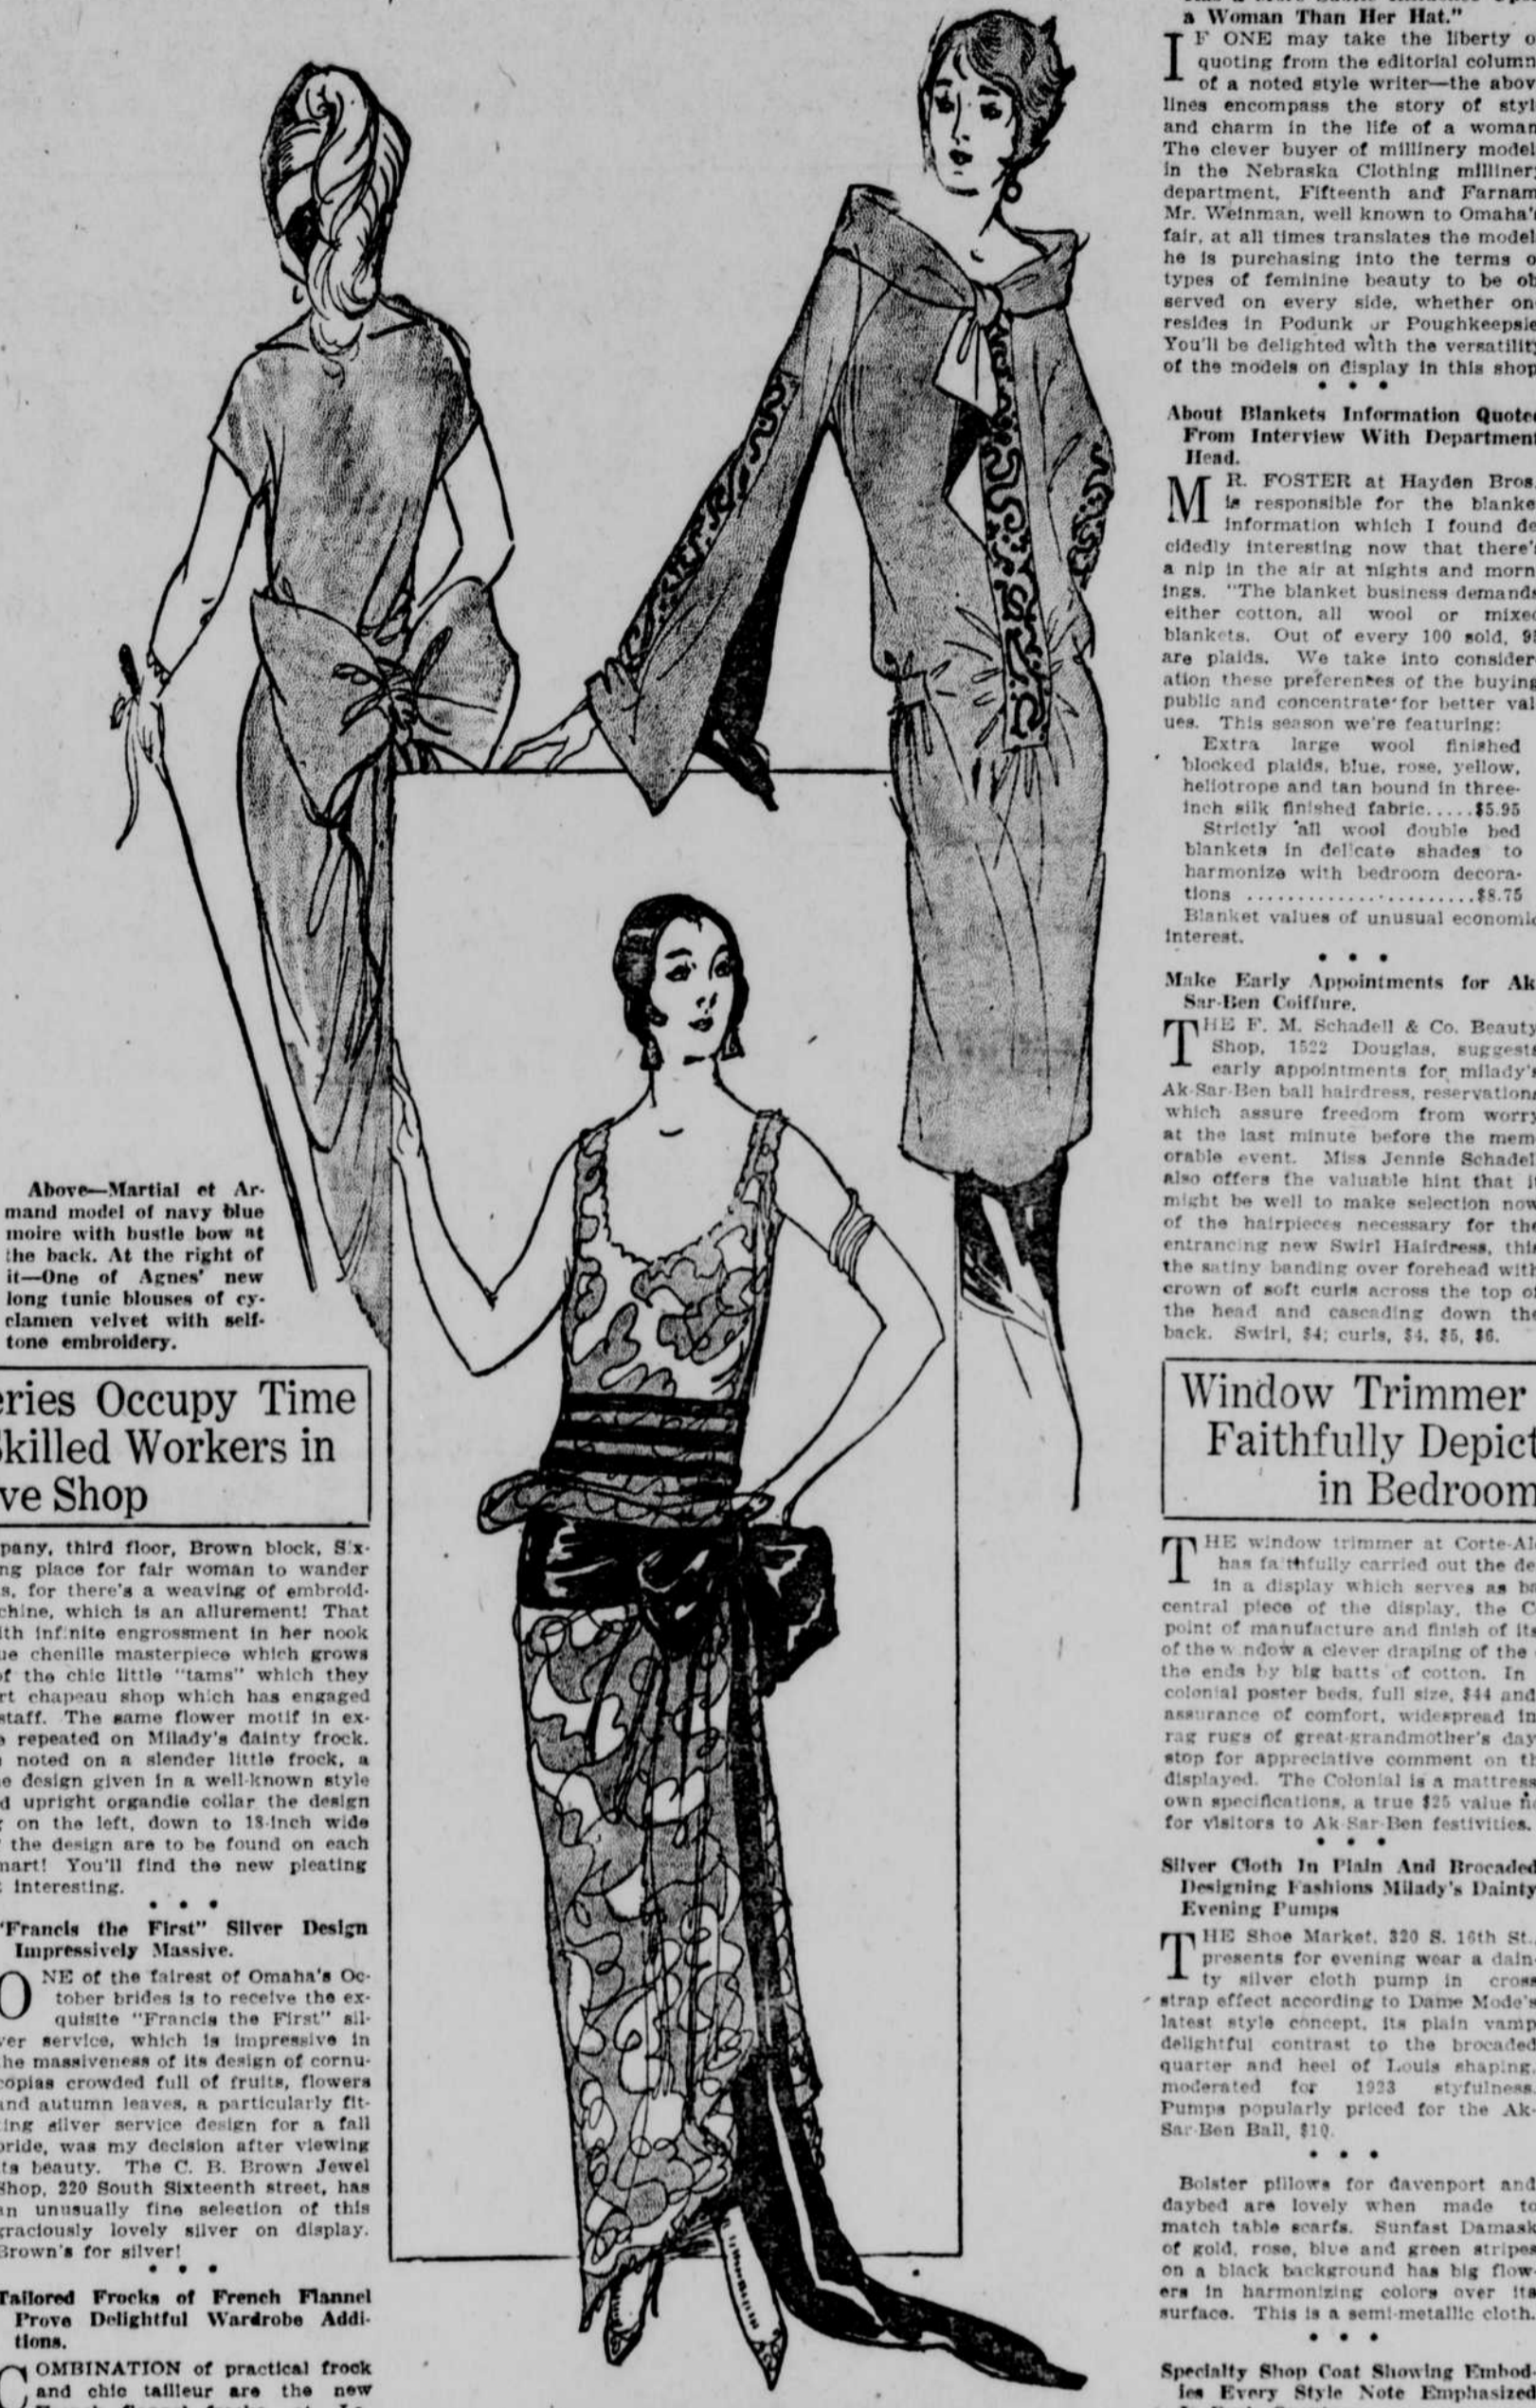 Above—Martial et Ar-
mand model of navy blue
moire with bustle bow at
the back. At the right of
it—One of Agnes' new
long tunic blouses of cy-
clamen velvet with self-
tone embroidery.
eries Occupy Time
killed Workers in
ve Shop
pany, third floor, Brown block, Six-
ng place for fair woman to wander
s, for there's a weaving of embroid-
chine, which is an allurement! That
ith infinite engrossment in her nook
ue chenille masterpiece which grows
of the chic little "tams" which they
rt chapeau shop which has engaged
staff. The same flower motif in ex-
s repeated on Milady's dainty frock.
noted on a slender little frock, a
e design given in a well-known style
d upright organdie collar the design
on the left, down to 18-inch wide
the design are to be found on each
mart! You'll find the new pleating
interesting.
• • •
"Francis the First" Silver Design
Impressively Massive.
ONE of the fairest of Omaha's Oc-
tober brides is to receive the ex-
quisite "Francis the First" sil-
ver service, which is impressive in
he massiveness of its design of cornu-
copias crowded full of fruits, flowers
and autumn leaves, a particularly fit-
ting silver service design for a fall
bride, was my decision after viewing
ts beauty. The C. B. Brown Jewel
Shop, 220 South Sixteenth street, has
an unusually fine selection of this
graciously lovely silver on display.
Brown's for silver!
• • •
Tailored Frocks of French Flannel
Prove Delightful Wardrobe Addi-
tions.
COMBINATION of practical frock
and chic tailleur are the new
a Woman Than Her Hat."
IF ONE may take the liberty o
quoting from the editorial column
of a noted style writer—the abov
lines encompass the story of styl
and charm in the life of a woman
The clever buyer of millinery model
in the Nebraska Clothing milliner
department, Fifteenth and Farnam
Mr. Weinman, well known to Omaha's
fair, at all times translates the model
he is purchasing into the terms o
types of feminine beauty to be ob
served on every side, whether on
resides in Podunk or Poughkeepsie
You'll be delighted with the versatility
of the models on display in this shop
• • •
About Blankets Information Quote
From Interview With Department
Head.
MR. FOSTER at Hayden Bros.
is responsible for the blanke
information which I found de
cidedly interesting now that there's
a nip in the air at nights and morn
ings. "The blanket business demands
either cotton, all wool or mixed
blankets. Out of every 100 sold, 9
are plaids. We take into consider
ation these preferences of the buying
public and concentrate for better val
ues. This season we're featuring:
Extra large wool finished
blocked plaids, blue, rose, yellow,
heliotrope and tan bound in three-
inch silk finished fabric.....$5.95
Strictly all wool double bed
blankets in delicate shades to
harmonize with bedroom decora-
tions .......................$8.75
Blanket values of unusual economic
interest.
• • •
Make Early Appointments for Ak
Sar-Ben Coiffure.
THE F. M. Schadell & Co. Beauty
Shop, 1522 Douglas, suggests
early appointments for milady's
Ak-Sar-Ben ball hairdress, reservations
which assure freedom from worry
at the last minute before the mem
orable event. Miss Jennie Schadel
also offers the valuable hint that it
might be well to make selection now
of the hairpieces necessary for the
entrancing new Swirl Hairdress, this
the satiny banding over forehead with
crown of soft curls across the top of
the head and cascading down the
back. Swirl, $4; curls, $4, $5, $6.
Window Trimmer
Faithfully Depict
in Bedroom
THE window trimmer at Corte-Al
has faithfully carried out the de
in a display which serves as ba
central piece of the display, the C
point of manufacture and finish of its
of the window a clever draping of the
the ends by big batts of cotton. In
colonial poster beds, full size, $44 and
assurance of comfort, widespread in
rag rugs of great-grandmother's day
stop for appreciative comment on th
displayed. The Colonial is a mattress
own specifications, a true $25 value
for visitors to Ak-Sar-Ben festivities.
• • •
Silver Cloth In Plain And Brocaded
Designing Fashions Milady's Dainty
Evening Pumps
THE Shoe Market, 320 S. 16th St.,
presents for evening wear a dain-
ty silver cloth pump in cross
strap effect according to Dame Mode's
latest style concept, its plain vamp
delightful contrast to the brocaded
quarter and heel of Louis shaping,
moderated for 1923 styfulness.
Pumps popularly priced for the Ak-
Sar-Ben Ball, $10.
• • •
Bolster pillows for davenport and
daybed are lovely when made to
match table scarfs. Sunfast Damask
of gold, rose, blue and green stripes
on a black background has big flow-
ers in harmonizing colors over its
surface. This is a semi-metallic cloth.
• • •
Specialty Shop Coat Showing Embod-
ies Every Style Note Emphasized